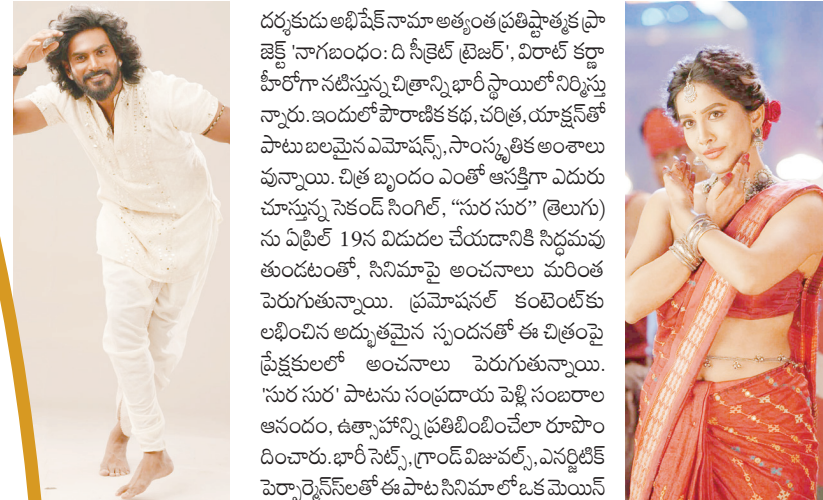 దర్శకుడు అభిషేక్ నామా అత్యంత ప్రతిష్టాత్మక ప్రా
జెక్ట్ 'నాగబంధం: ది సీక్రెట్ ట్రెజర్', విరాట్ కర్ణా
హీరోగా నటిస్తున్న చిత్రాన్ని భారీ స్థాయిలో నిర్మిస్తు
న్నారు. ఇందులో పౌరాణిక కథ, చరిత్ర, యాక్షన్‌తో
పాటు బలమైన ఎమోషన్స్, సాంస్కృతిక అంశాలు
వున్నాయి. చిత్ర బృందం ఎంతో ఆసక్తిగా ఎదురు
చూస్తున్న సెకండ్ సింగిల్, “సుర సుర” (తెలుగు)
ను ఏప్రిల్ 19న విడుదల చేయడానికి సిద్ధమవు
తుండటంతో, సినిమాపై అంచనాలు మరింత
పెరుగుతున్నాయి. ప్రమోషనల్ కంటెంట్‌కు
లభించిన అద్భుతమైన స్పందనతో ఈ చిత్రంపై
ప్రేక్షకులలో అంచనాలు పెరుగుతున్నాయి.
'సుర సుర' పాటను సంప్రదాయ పెళ్లి సంబరాల
ఆనందం, ఉత్సాహాన్ని ప్రతిబింబించేలా రూపొం
దించారు. భారీ సెట్స్, గ్రాండ్ విజువల్స్, ఎనర్జిటిక్
పెర్ఫార్మెన్స్‌లతో ఈ పాట సినిమాలో ఒక మెయిన్